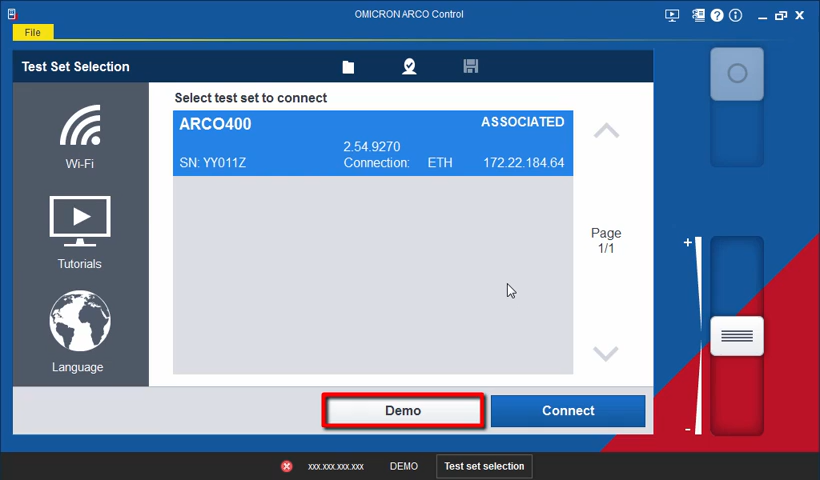 OMICRON ARCO Control
File
Test Set Selection
Select test set to connect
ARCO400 ASSOCIATED
2.54.9270
SN: YY011Z Connection: ETH 172.22.184.64
Wi-Fi
Tutorials
Language
+
Page
1/1
-
Demo Connect
xxx.xxx.xxx.xxx DEMO Test set selection